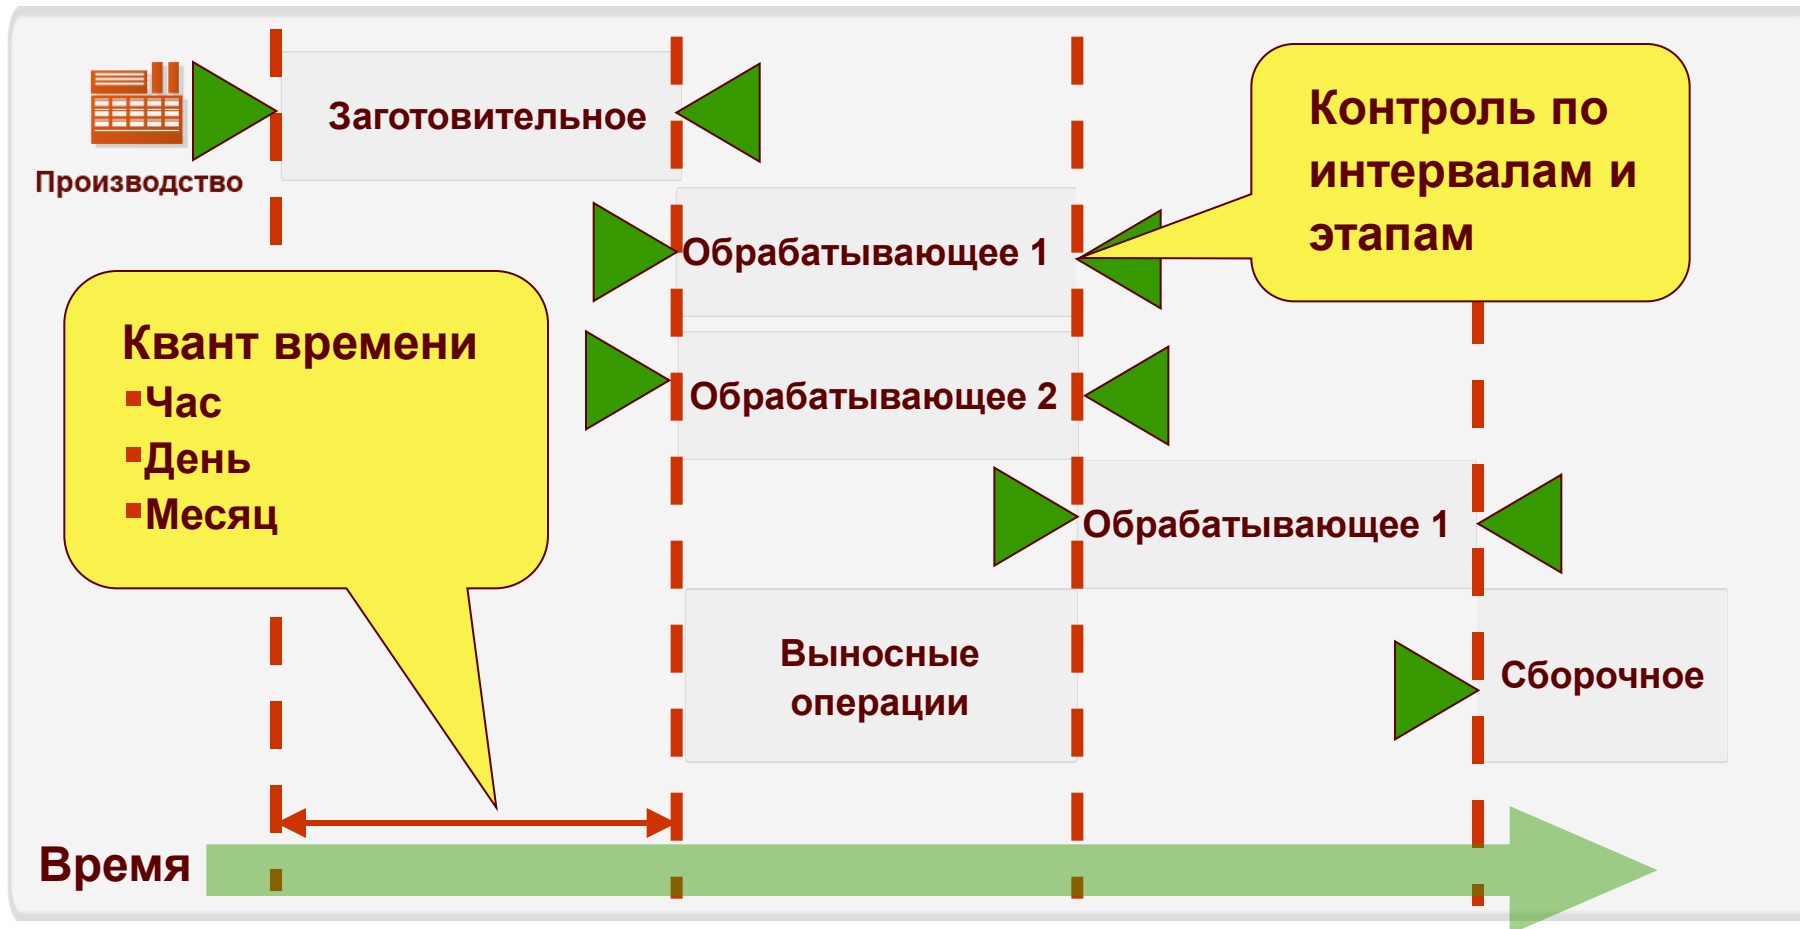 Производство
Заготовительное
Контроль по
интервалам и
этапам
Обрабатывающее 1
Квант времени
Час
День
Месяц
Обрабатывающее 2
Обрабатывающее 1
Выносные
операции
Сборочное
Время